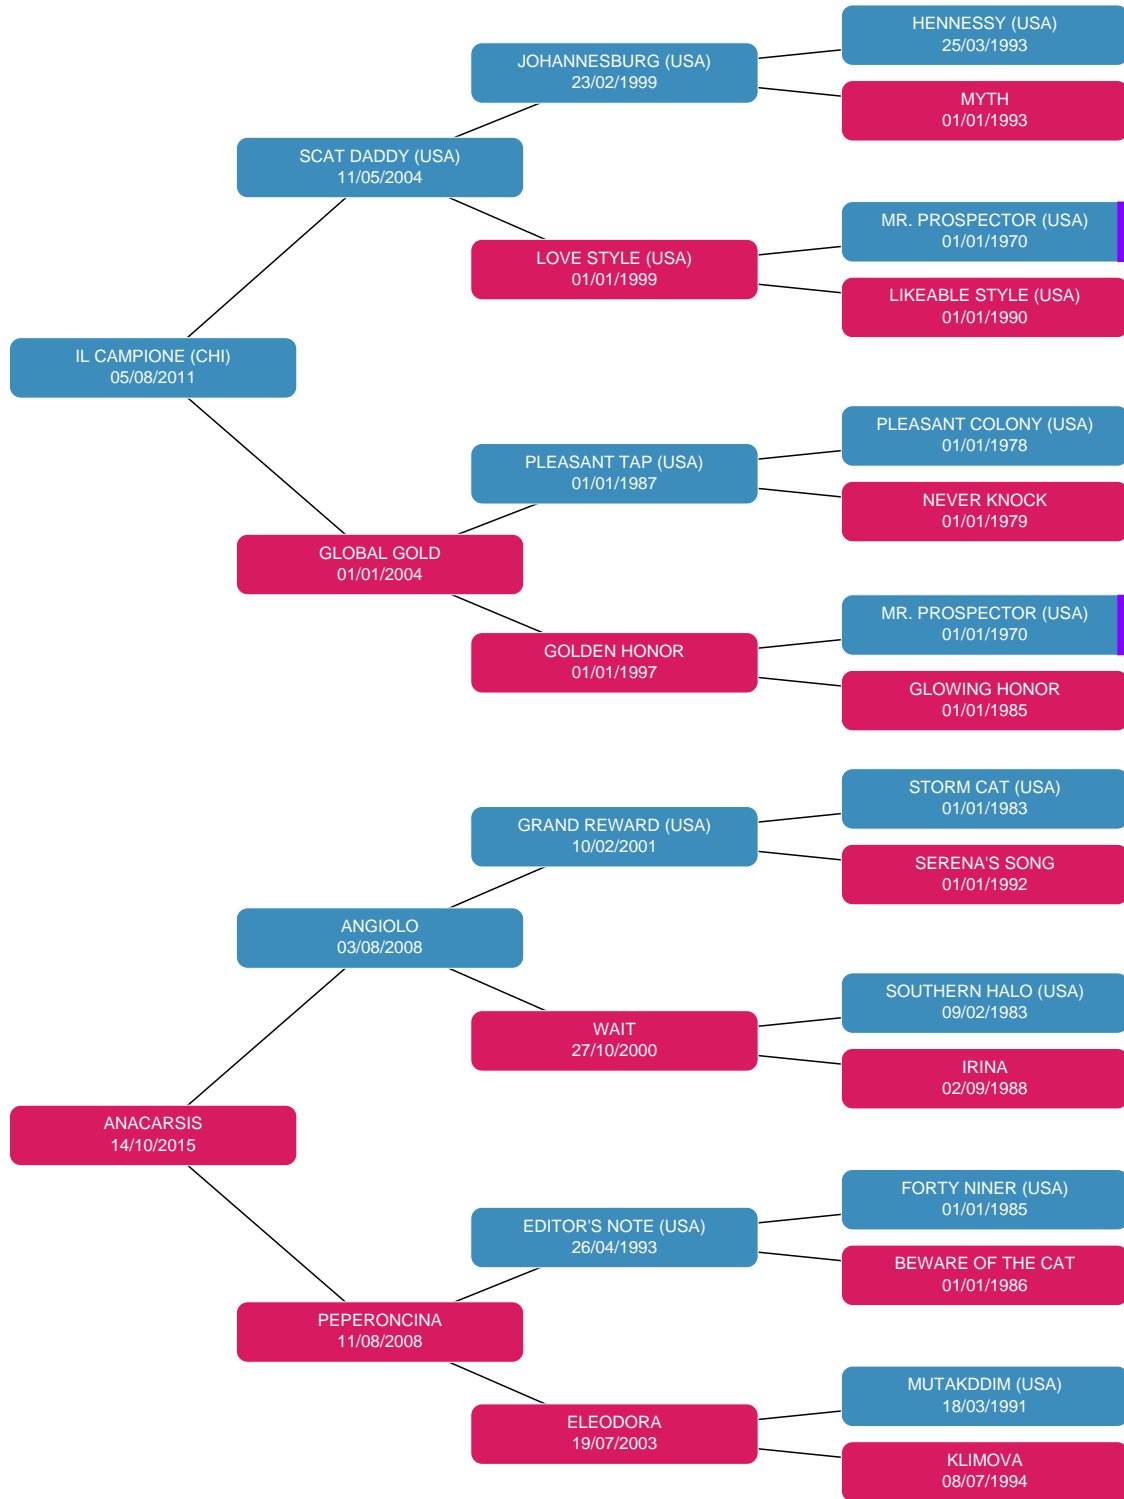 HENNESSY (USA)
25/03/1993
JOHANNESBURG (USA)
23/02/1999
MYTH
01/01/1993
SCAT DADDY (USA)
11/05/2004
MR. PROSPECTOR (USA)
01/01/1970
LOVE STYLE (USA)
01/01/1999
LIKEABLE STYLE (USA)
01/01/1990
IL CAMPIONE (CHI)
05/08/2011
PLEASANT COLONY (USA)
01/01/1978
PLEASANT TAP (USA)
01/01/1987
NEVER KNOCK
01/01/1979
GLOBAL GOLD
01/01/2004
MR. PROSPECTOR (USA)
01/01/1970
GOLDEN HONOR
01/01/1997
GLOWING HONOR
01/01/1985
STORM CAT (USA)
01/01/1983
GRAND REWARD (USA)
10/02/2001
SERENA'S SONG
01/01/1992
ANGIOLO
03/08/2008
SOUTHERN HALO (USA)
09/02/1983
WAIT
27/10/2000
IRINA
02/09/1988
ANACARSIS
14/10/2015
FORTY NINER (USA)
01/01/1985
EDITOR'S NOTE (USA)
26/04/1993
BEWARE OF THE CAT
01/01/1986
PEPERONCINA
11/08/2008
MUTAKDDIM (USA)
18/03/1991
ELEODORA
19/07/2003
KLIMOVA
08/07/1994